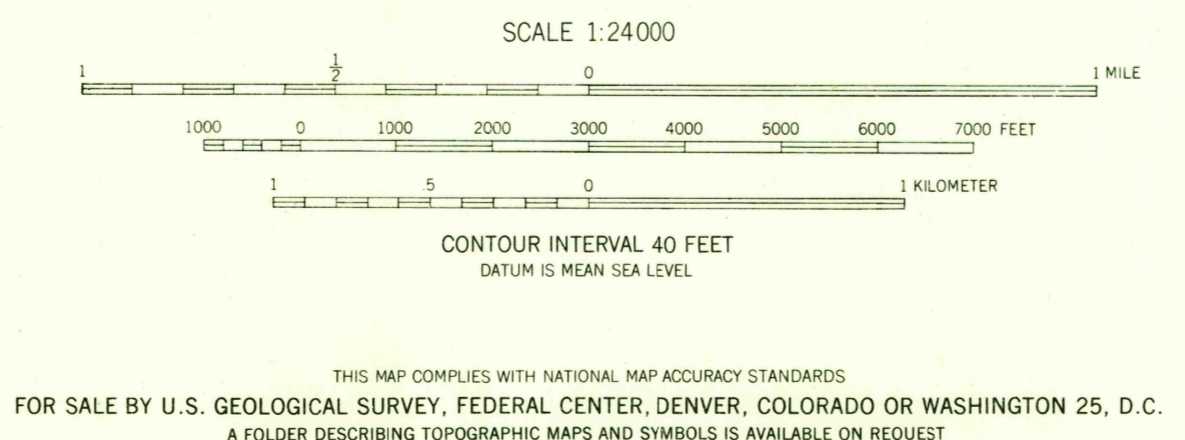 SCALE 1:24000
1 1/2 0 1 MILE
1000 0 1000 2000 3000 4000 5000 6000 7000 FEET
1 .5 0 1 KILOMETER
CONTOUR INTERVAL 40 FEET
DATUM IS MEAN SEA LEVEL
THIS MAP COMPLIES WITH NATIONAL MAP ACCURACY STANDARDS
FOR SALE BY U.S. GEOLOGICAL SURVEY, FEDERAL CENTER, DENVER, COLORADO OR WASHINGTON 25, D.C.
A FOLDER DESCRIBING TOPOGRAPHIC MAPS AND SYMBOLS IS AVAILABLE ON REQUEST